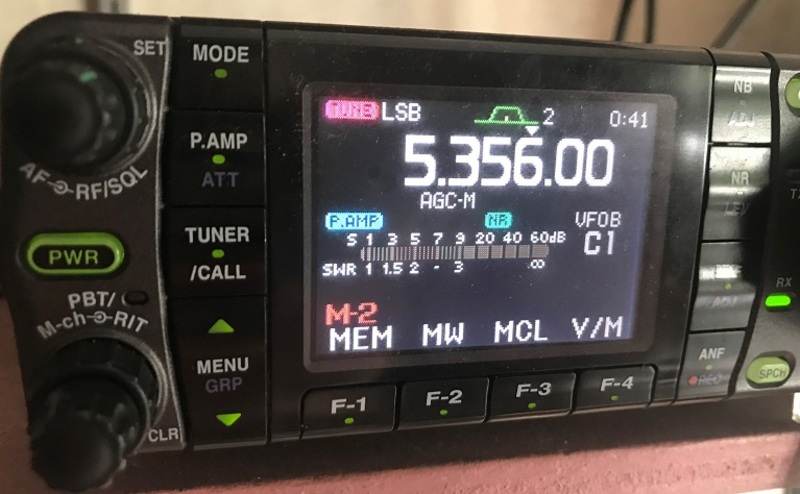 SET
AF RF/SQL
PWR
PBT/
M-ch RIT
CLR
MODE
P.AMP
ATT
TUNER
/CALL
MENU
GRP
TUNE LSB 2 0:41
5.356.00
AGC-M
P.AMP NR VFOB
S 1 3 5 7 9 20 40 60dB C1
SWR 1 1.5 2 - 3 ∞
M-2
MEM MW MCL V/M
F-1 F-2 F-3 F-4
NB
ADJ
NR
LEV
ADJ
ANF
REC
RX
SPCH